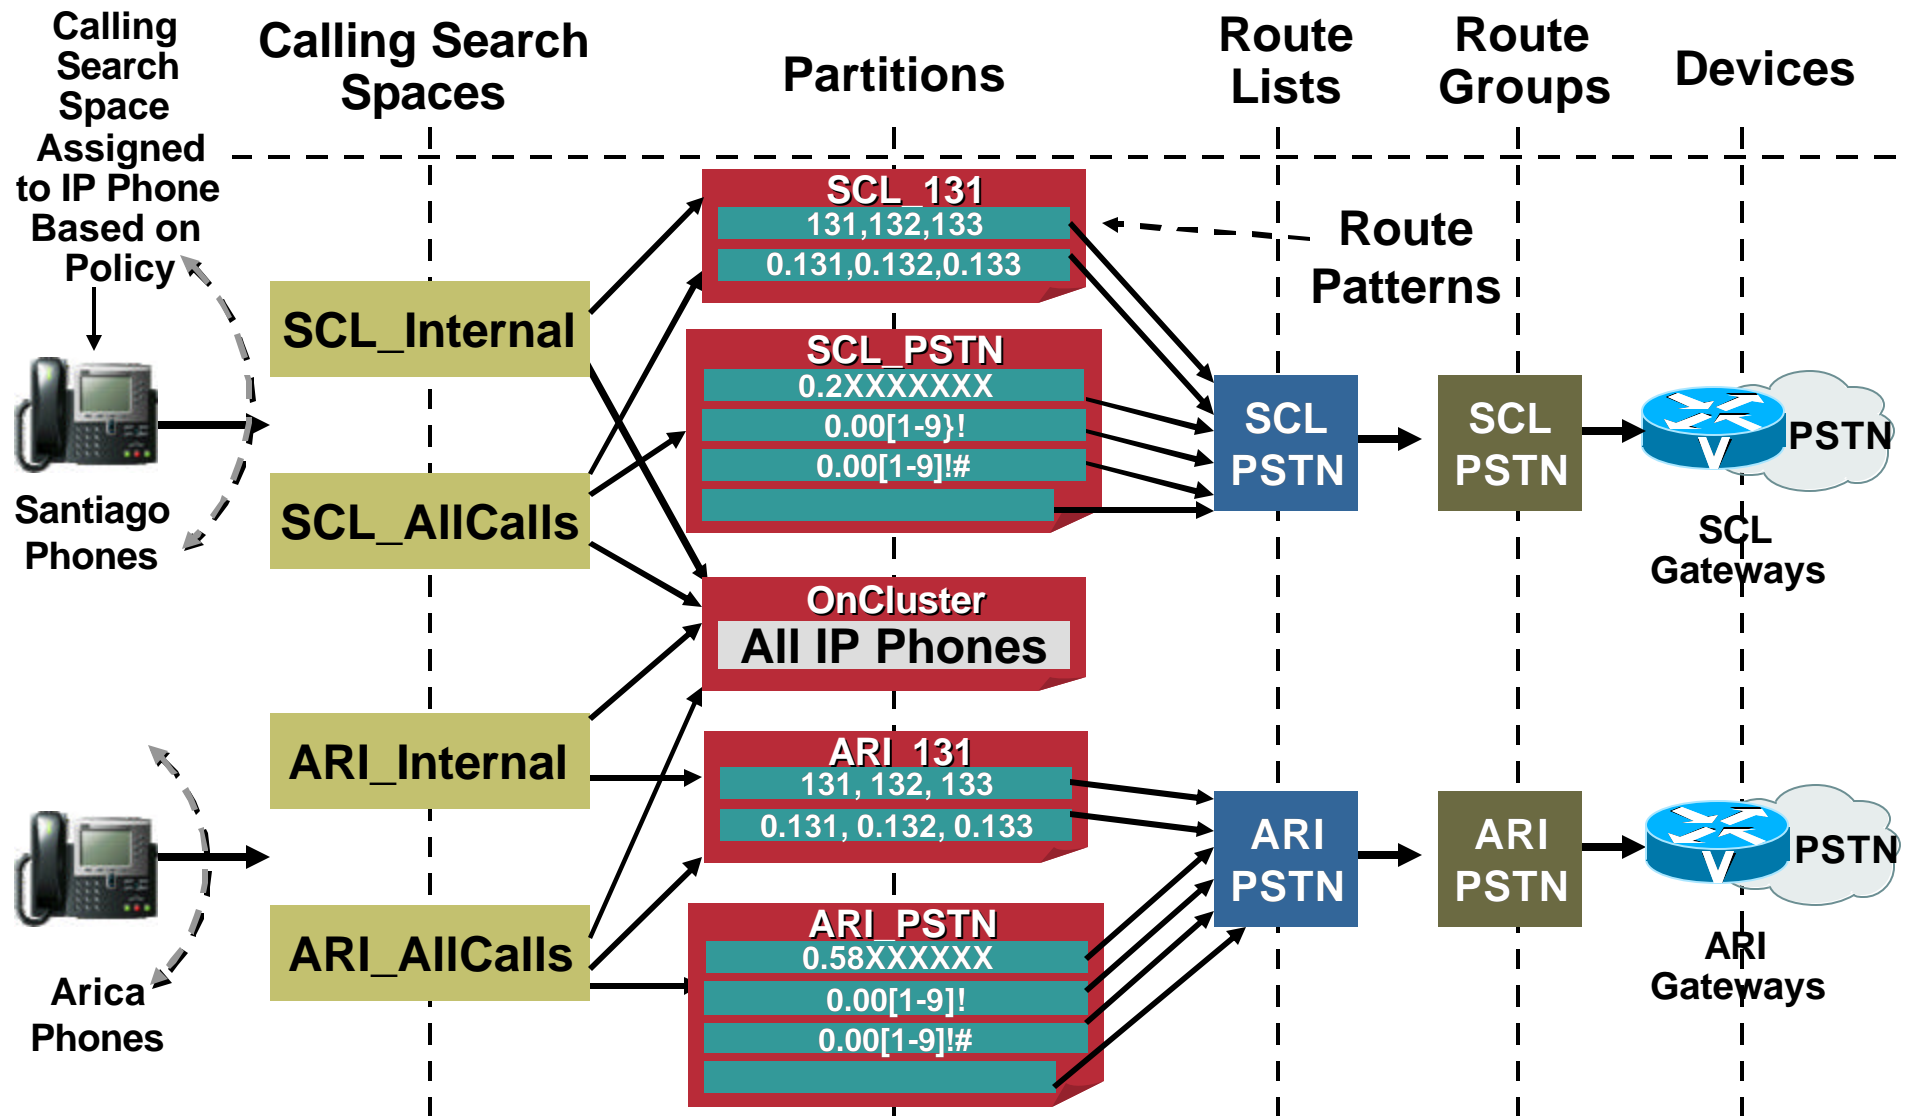 Calling
Search
Space
Assigned
to IP Phone
Based on
Policy
Calling Search
Spaces
Partitions
Route
Lists
Route
Groups
Devices
SCL_131
131,132,133
0.131,0.132,0.133
Route
Patterns
SCL_Internal
SCL_PSTN
0.2XXXXXXX
0.00[1-9}!
0.00[1-9]!#
SCL
PSTN
SCL
PSTN
PSTN
Santiago
Phones
SCL_AllCalls
SCL
Gateways
OnCluster
All IP Phones
ARI_Internal
ARI_131
131, 132, 133
0.131, 0.132, 0.133
ARI
PSTN
ARI
PSTN
PSTN
ARI_AllCalls
ARI_PSTN
0.58XXXXXX
0.00[1-9]!
0.00[1-9]!#
ARI
Gateways
Arica
Phones